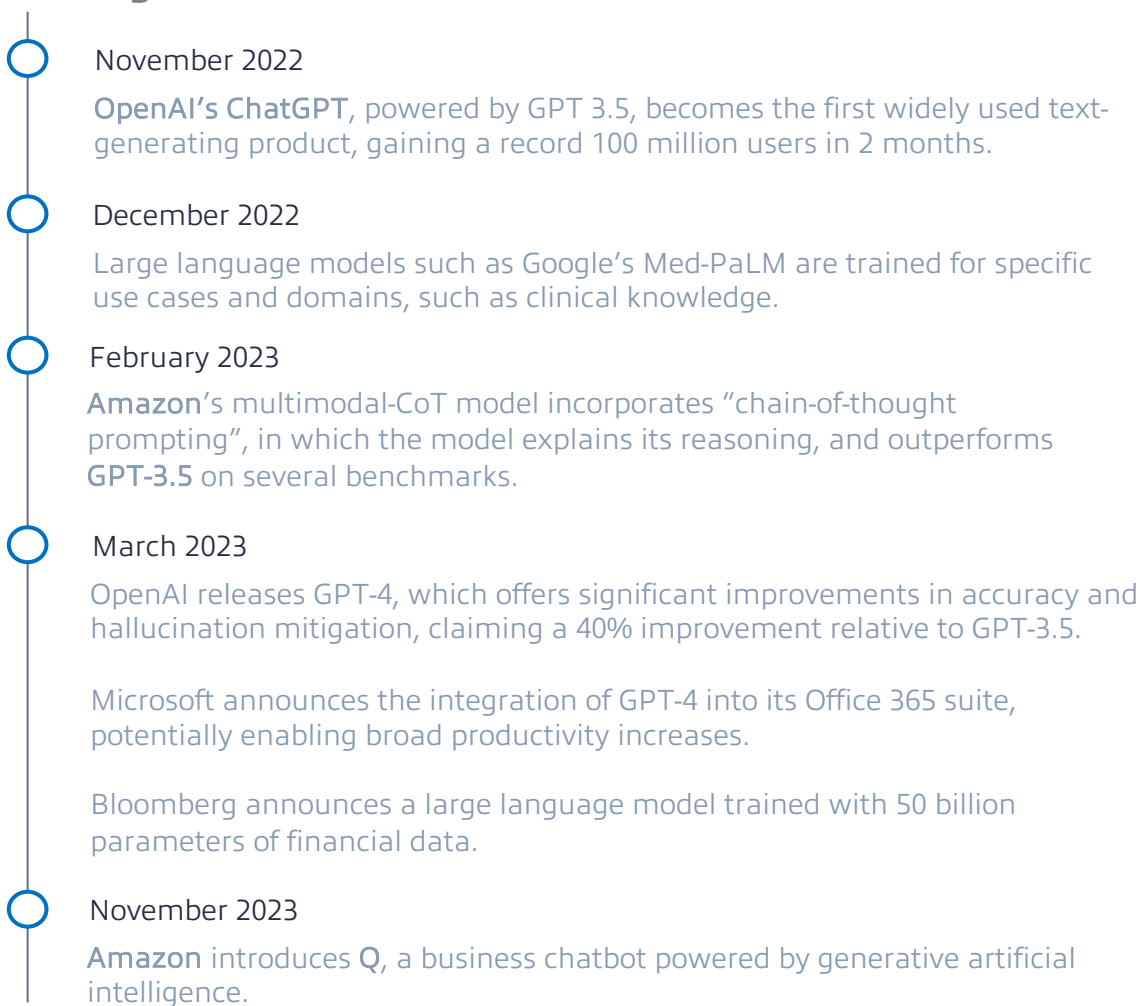 November 2022
OpenAI’s ChatGPT, powered by GPT 3.5, becomes the first widely used text-
generating product, gaining a record 100 million users in 2 months.
December 2022
Large language models such as Google’s Med-PaLM are trained for specific
use cases and domains, such as clinical knowledge.
February 2023
Amazon’s multimodal-CoT model incorporates “chain-of-thought
prompting”, in which the model explains its reasoning, and outperforms
GPT-3.5 on several benchmarks.
March 2023
OpenAI releases GPT-4, which offers significant improvements in accuracy and
hallucination mitigation, claiming a 40% improvement relative to GPT-3.5.
Microsoft announces the integration of GPT-4 into its Office 365 suite,
potentially enabling broad productivity increases.
Bloomberg announces a large language model trained with 50 billion
parameters of financial data.
November 2023
Amazon introduces Q, a business chatbot powered by generative artificial
intelligence.